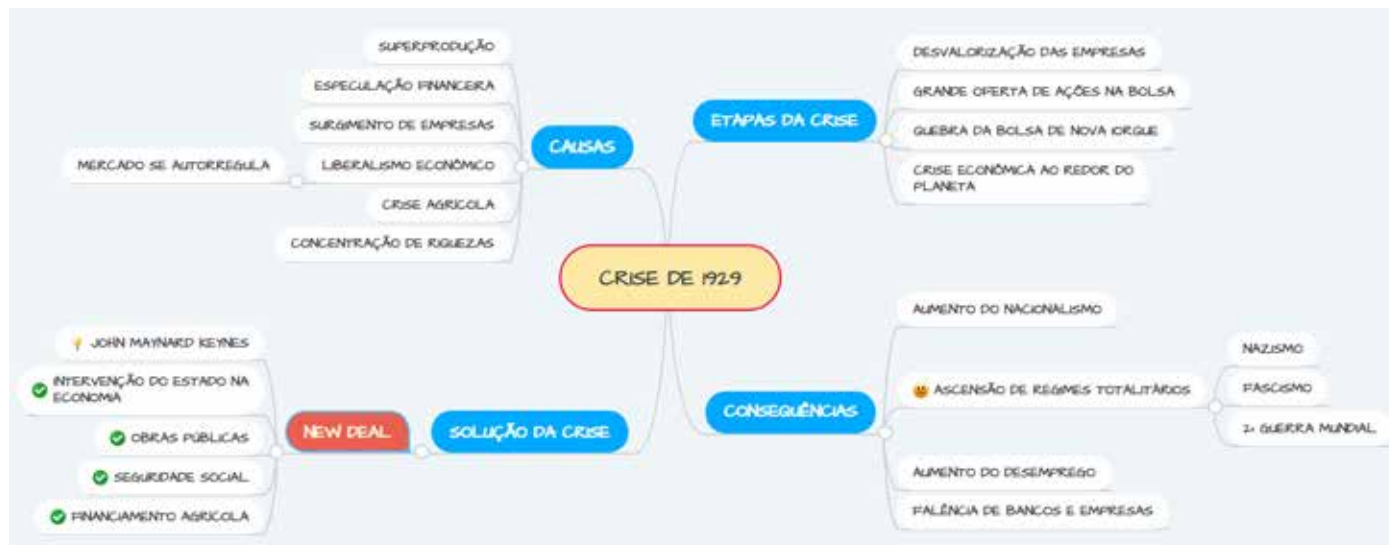 CRISE DE 1929
CAUSAS
SUPERPRODUÇÃO
ESPECULAÇÃO FINANCEIRA
SURGIMENTO DE EMPRESAS
LIBERALISMO ECONÔMICO
MERCADO SE AUTORREGULA
CRISE AGRÍCOLA
CONCENTRAÇÃO DE RIQUEZAS
ETAPAS DA CRISE
DESVALORIZAÇÃO DAS EMPRESAS
GRANDE OFERTA DE AÇÕES NA BOLSA
QUEBRA DA BOLSA DE NOVA IORQUE
CRISE ECONÔMICA AO REDOR DO
PLANETA
CONSEQUÊNCIAS
AUMENTO DO NACIONALISMO
ASCENSÃO DE REGIMES TOTALITÁRIOS
NAZISMO
FASCISMO
2ª GUERRA MUNDIAL
AUMENTO DO DESEMPREGO
FALÊNCIA DE BANCOS E EMPRESAS
SOLUÇÃO DA CRISE
NEW DEAL
JOHN MAYNARD KEYNES
INTERVENÇÃO DO ESTADO NA
ECONOMIA
OBRAS PÚBLICAS
SEGURIDADE SOCIAL
FINANCIAMENTO AGRÍCOLA